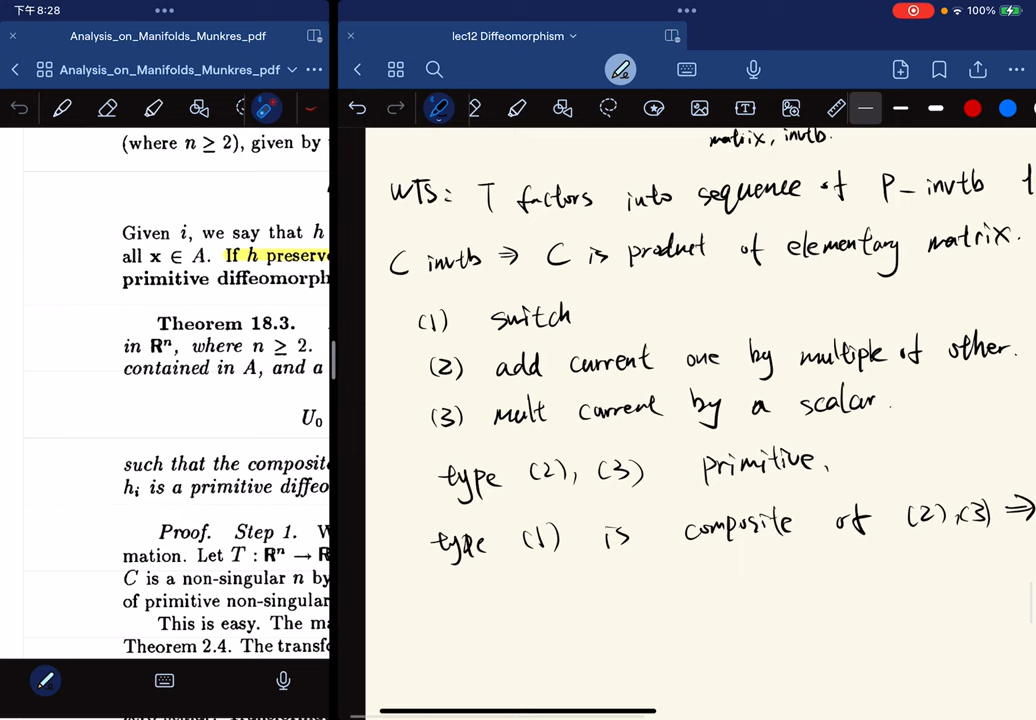 下午8:28
100%
Analysis_on_Manifolds_Munkres_pdf
lec12 Diffeomorphism
Analysis_on_Manifolds_Munkres_pdf
(where n ≥ 2), given by
Given i, we say that h
all x ∈ A. If h preserv
primitive diffeomorph
Theorem 18.3.
in Rⁿ, where n ≥ 2.
contained in A, and a
U₀
such that the composit
hᵢ is a primitive diffeo
Proof. Step 1. W
mation. Let T : Rⁿ → R
C is a non-singular n by
of primitive non-singular
This is easy. The ma
Theorem 2.4. The transf
matrix, invtb.
WTS: T factors into sequence of P-invtb
C invtb ⇒ C is product of elementary matrix.
(1) switch
(2) add current one by multiple of other.
(3) mult current by a scalar.
type (2), (3) primitive,
type (1) is composite of (2),(3) ⇒